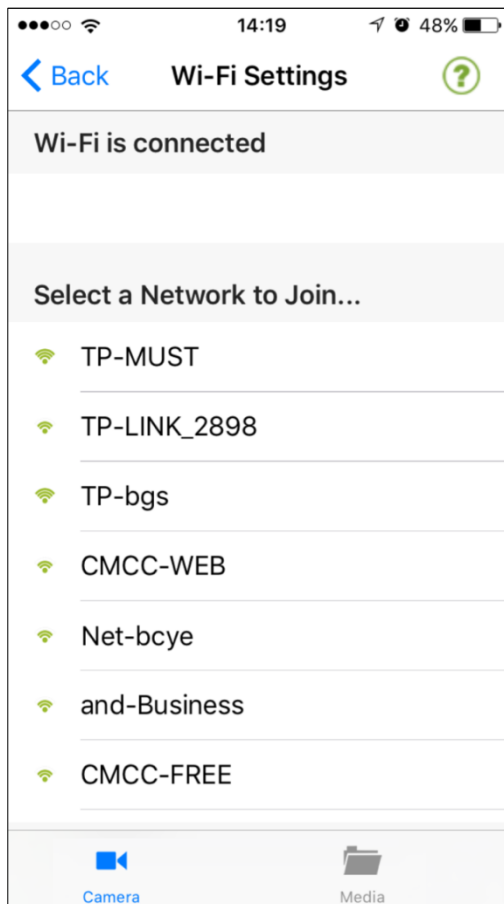 14:19 48%
Back Wi-Fi Settings ?
Wi-Fi is connected
Select a Network to Join...
TP-MUST
TP-LINK_2898
TP-bgs
CMCC-WEB
Net-bcye
and-Business
CMCC-FREE
Camera Media